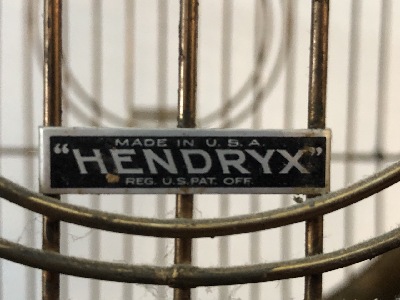 MADE IN U.S.A.
"HENDRYX"
REG. U.S. PAT. OFF.